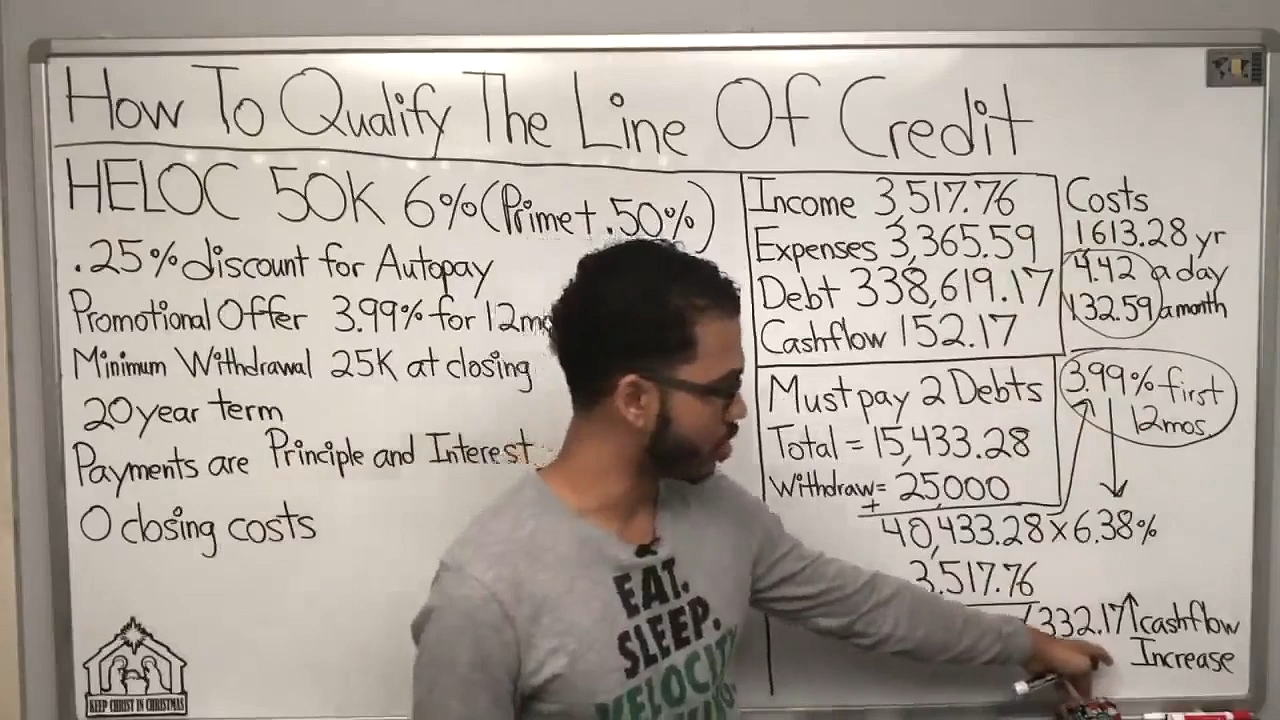 How To Qualify The Line Of Credit
HELOC 50K 6% (Prime + .50%)
.25% discount for Autopay
Promotional Offer 3.99% for 12mo
Minimum Withdrawal 25K at closing
20 year term
Payments are Principle and Interest
0 closing costs
KEEP CHRIST IN CHRISTMAS
Income 3,517.76
Expenses 3,365.59
Debt 338,619.17
Cashflow 152.17
Must pay 2 Debts
Total = 15,433.28
Withdraw = 25,000
+
40,433.28 x 6.38%
3,517.76
332.17 ↑ cashflow
Increase
Costs
1613.28 yr
4.42 a day
132.59 a month
3.99% first
12mos
EAT.
SLEEP.
VELOCITY